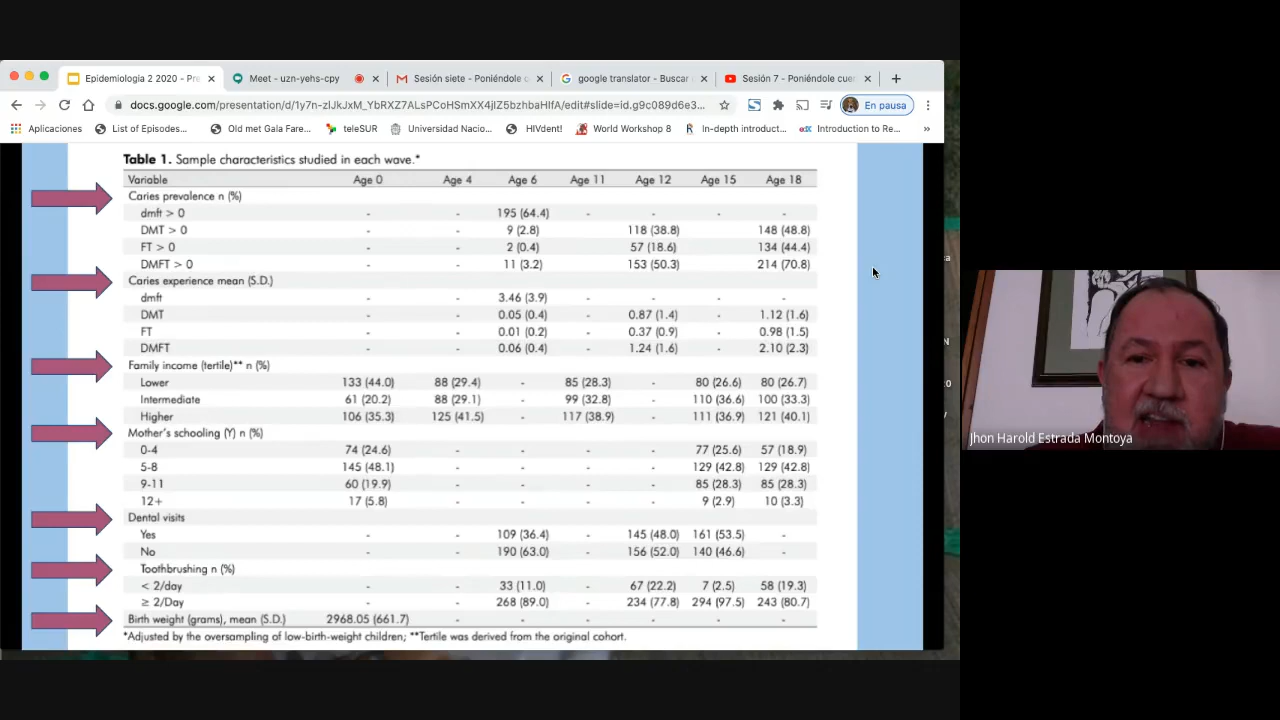 Epidemiologia 2 2020 - Pre
Meet - uzn-yehs-cpy
Sesión siete - Poniéndole c
google translator - Buscar
Sesión 7 - Poniéndole cue
docs.google.com/presentation/d/1y7n-zIJkJxM_YbRXZ7ALsPCoHSmXX4jIZ5bzhbaHIfA/edit#slide=id.g9c089d6e3...
En pausa
Aplicaciones
List of Episodes...
Old met Gala Fare...
teleSUR
Universidad Nacio...
HIVdent!
World Workshop 8
In-depth introduct...
Introduction to Re...
Table 1. Sample characteristics studied in each wave.*
Variable Age 0 Age 4 Age 6 Age 11 Age 12 Age 15 Age 18
Caries prevalence n (%)
dmft > 0 - - 195 (64.4) - - - -
DMT > 0 - - 9 (2.8) - 118 (38.8) - 148 (48.8)
FT > 0 - - 2 (0.4) - 57 (18.6) - 134 (44.4)
DMFT > 0 - - 11 (3.2) - 153 (50.3) - 214 (70.8)
Caries experience mean (S.D.)
dmft - - 3.46 (3.9) - - - -
DMT - - 0.05 (0.4) - 0.87 (1.4) - 1.12 (1.6)
FT - - 0.01 (0.2) - 0.37 (0.9) - 0.98 (1.5)
DMFT - - 0.06 (0.4) - 1.24 (1.6) - 2.10 (2.3)
Family income (tertile)** n (%)
Lower 133 (44.0) 88 (29.4) - 85 (28.3) - 80 (26.6) 80 (26.7)
Intermediate 61 (20.2) 88 (29.1) - 99 (32.8) - 110 (36.6) 100 (33.3)
Higher 106 (35.3) 125 (41.5) - 117 (38.9) - 111 (36.9) 121 (40.1)
Mother's schooling (Y) n (%)
0-4 74 (24.6) - - - - 77 (25.6) 57 (18.9)
5-8 145 (48.1) - - - - 129 (42.8) 129 (42.8)
9-11 60 (19.9) - - - - 85 (28.3) 85 (28.3)
12+ 17 (5.8) - - - - 9 (2.9) 10 (3.3)
Dental visits
Yes - - 109 (36.4) - 145 (48.0) 161 (53.5) -
No - - 190 (63.0) - 156 (52.0) 140 (46.6) -
Toothbrushing n (%)
< 2/day - - 33 (11.0) - 67 (22.2) 7 (2.5) 58 (19.3)
≥ 2/Day - - 268 (89.0) - 234 (77.8) 294 (97.5) 243 (80.7)
Birth weight (grams), mean (S.D.) 2968.05 (661.7) - - - - - -
*Adjusted by the oversampling of low-birth-weight children; **Tertile was derived from the original cohort.
Jhon Harold Estrada Montoya